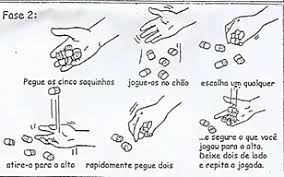 Fase 2:
Pegue os cinco saquinhos
jogue-os no chão
escolha um qualquer
atire-o para o alto
rapidamente pegue dois
...e segure o que você
jogou para o alto.
Deixe dois de lado
e repita a jogada.